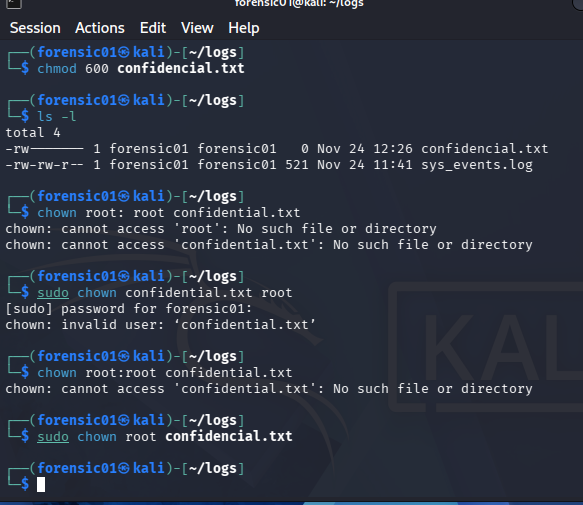 forensic01@kali: ~/logs
Session Actions Edit View Help
┌──(forensic01㉿kali)-[~/logs]
└─$ chmod 600 confidencial.txt
┌──(forensic01㉿kali)-[~/logs]
└─$ ls -l
total 4
-rw------- 1 forensic01 forensic01   0 Nov 24 12:26 confidencial.txt
-rw-rw-r-- 1 forensic01 forensic01 521 Nov 24 11:41 sys_events.log
┌──(forensic01㉿kali)-[~/logs]
└─$ chown root: root confidential.txt
chown: cannot access 'root': No such file or directory
chown: cannot access 'confidential.txt': No such file or directory
┌──(forensic01㉿kali)-[~/logs]
└─$ sudo chown confidential.txt root
[sudo] password for forensic01:
chown: invalid user: ‘confidential.txt’
┌──(forensic01㉿kali)-[~/logs]
└─$ chown root:root confidential.txt
chown: cannot access 'confidential.txt': No such file or directory
┌──(forensic01㉿kali)-[~/logs]
└─$ sudo chown root confidencial.txt
┌──(forensic01㉿kali)-[~/logs]
└─$
KAL